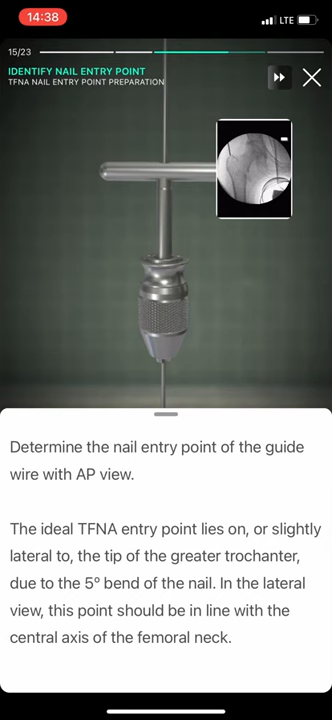 14:38
LTE
15/23
IDENTIFY NAIL ENTRY POINT
TFNA NAIL ENTRY POINT PREPARATION
Determine the nail entry point of the guide
wire with AP view.
The ideal TFNA entry point lies on, or slightly
lateral to, the tip of the greater trochanter,
due to the 5° bend of the nail. In the lateral
view, this point should be in line with the
central axis of the femoral neck.